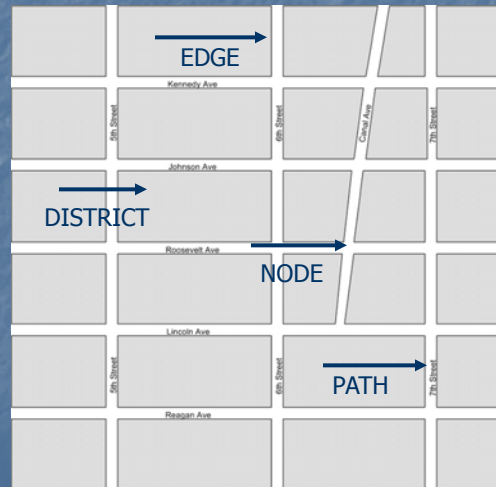 EDGE
Kennedy Ave
5th Street
6th Street
Canal Ave
7th Street
Johnson Ave
DISTRICT
Roosevelt Ave
NODE
Lincoln Ave
5th Street
6th Street
PATH
7th Street
Reagan Ave